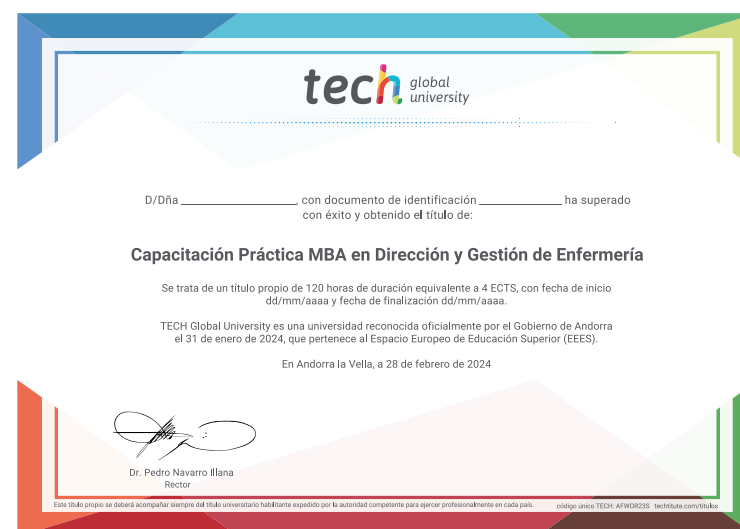 tech global university
D/Dña ____________________, con documento de identificación ______________ ha superado
con éxito y obtenido el título de:
Capacitación Práctica MBA en Dirección y Gestión de Enfermería
Se trata de un título propio de 120 horas de duración equivalente a 4 ECTS, con fecha de inicio
dd/mm/aaaa y fecha de finalización dd/mm/aaaa.
TECH Global University es una universidad reconocida oficialmente por el Gobierno de Andorra
el 31 de enero de 2024, que pertenece al Espacio Europeo de Educación Superior (EEES).
En Andorra la Vella, a 28 de febrero de 2024
Dr. Pedro Navarro Illana
Rector
Este título propio se deberá acompañar siempre del título universitario habilitante expedido por la autoridad competente para ejercer profesionalmente en cada país. código único TECH: AFWOR23S techtitute.com/titulos